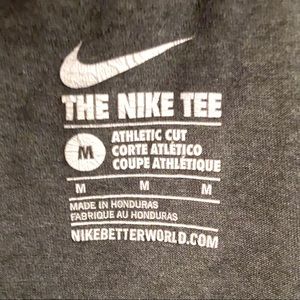 THE NIKE TEE
M
ATHLETIC CUT
CORTE ATLÉTICO
COUPE ATHLÉTIQUE
M M M
MADE IN HONDURAS
FABRIQUE AU HONDURAS
NIKEBETTERWORLD.COM